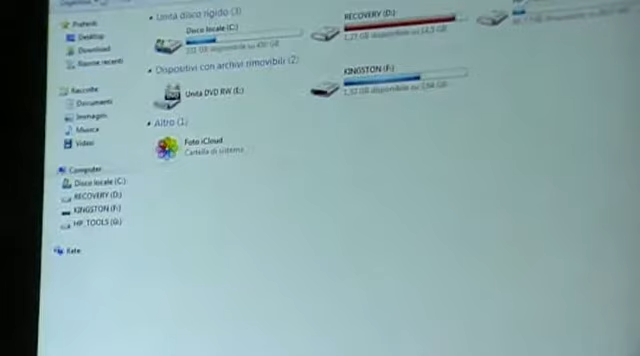 Organizza
Preferiti
Desktop
Download
Risorse recenti
Raccolte
Documenti
Immagini
Musica
Video
Computer
Disco locale (C:)
RECOVERY (D:)
KINGSTON (F:)
HP_TOOLS (G:)
Rete
Unità disco rigido (3)
Disco locale (C:)
RECOVERY (D:)
Dispositivi con archivi rimovibili (2)
Unità DVD RW (E:)
KINGSTON (F:)
Altro (1)
Foto iCloud
Cartella di sistema